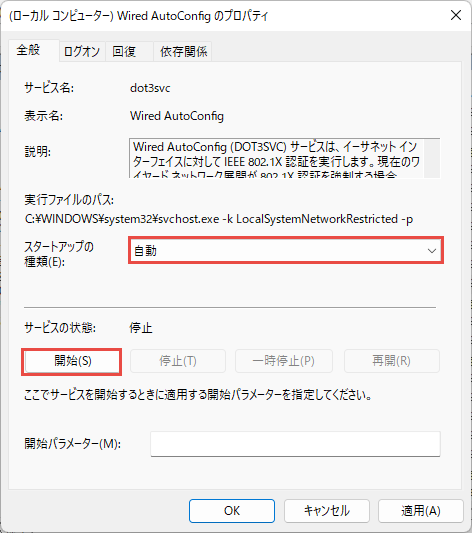 (ローカル コンピューター) Wired AutoConfig のプロパティ
全般 ログオン 回復 依存関係
サービス名: dot3svc
表示名: Wired AutoConfig
説明: Wired AutoConfig (DOT3SVC) サービスは、イーサネット イン
ターフェイスに対して IEEE 802.1X 認証を実行します。現在のワ
イヤード ネットワーク展開が 802.1X 認証を強制する場合、
実行ファイルのパス:
C:¥WINDOWS¥system32¥svchost.exe -k LocalSystemNetworkRestricted -p
スタートアップの
種類(E): 自動
サービスの状態: 停止
開始(S) 停止(T) 一時停止(P) 再開(R)
ここでサービスを開始するときに適用する開始パラメーターを指定してください。
開始パラメーター(M):
OK キャンセル 適用(A)